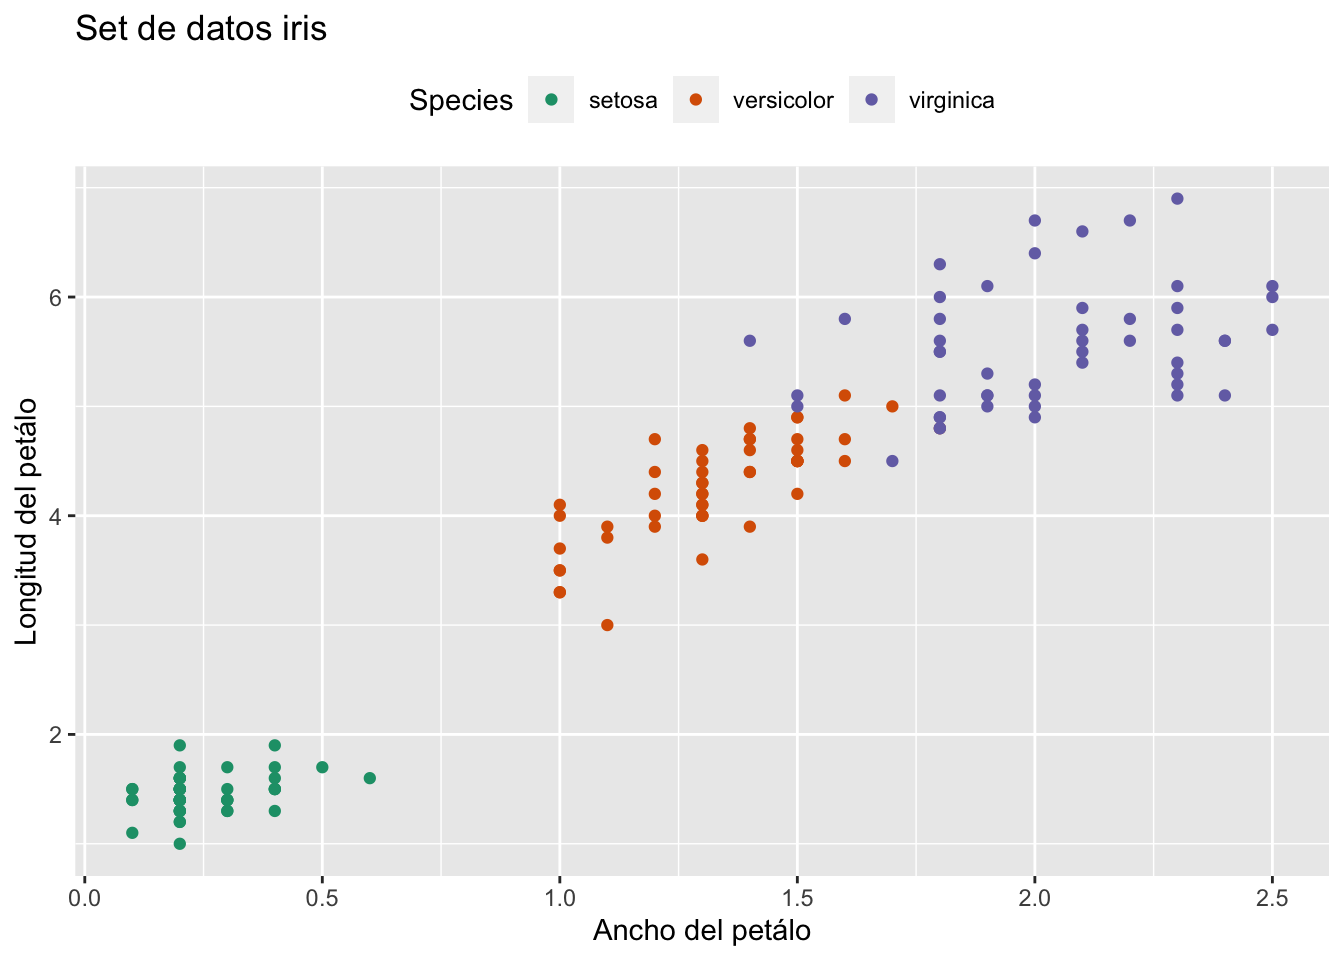 Set de datos iris
Species setosa versicolor virginica
6
4
2
Longitud del petálo
0.0 0.5 1.0 1.5 2.0 2.5
Ancho del petálo